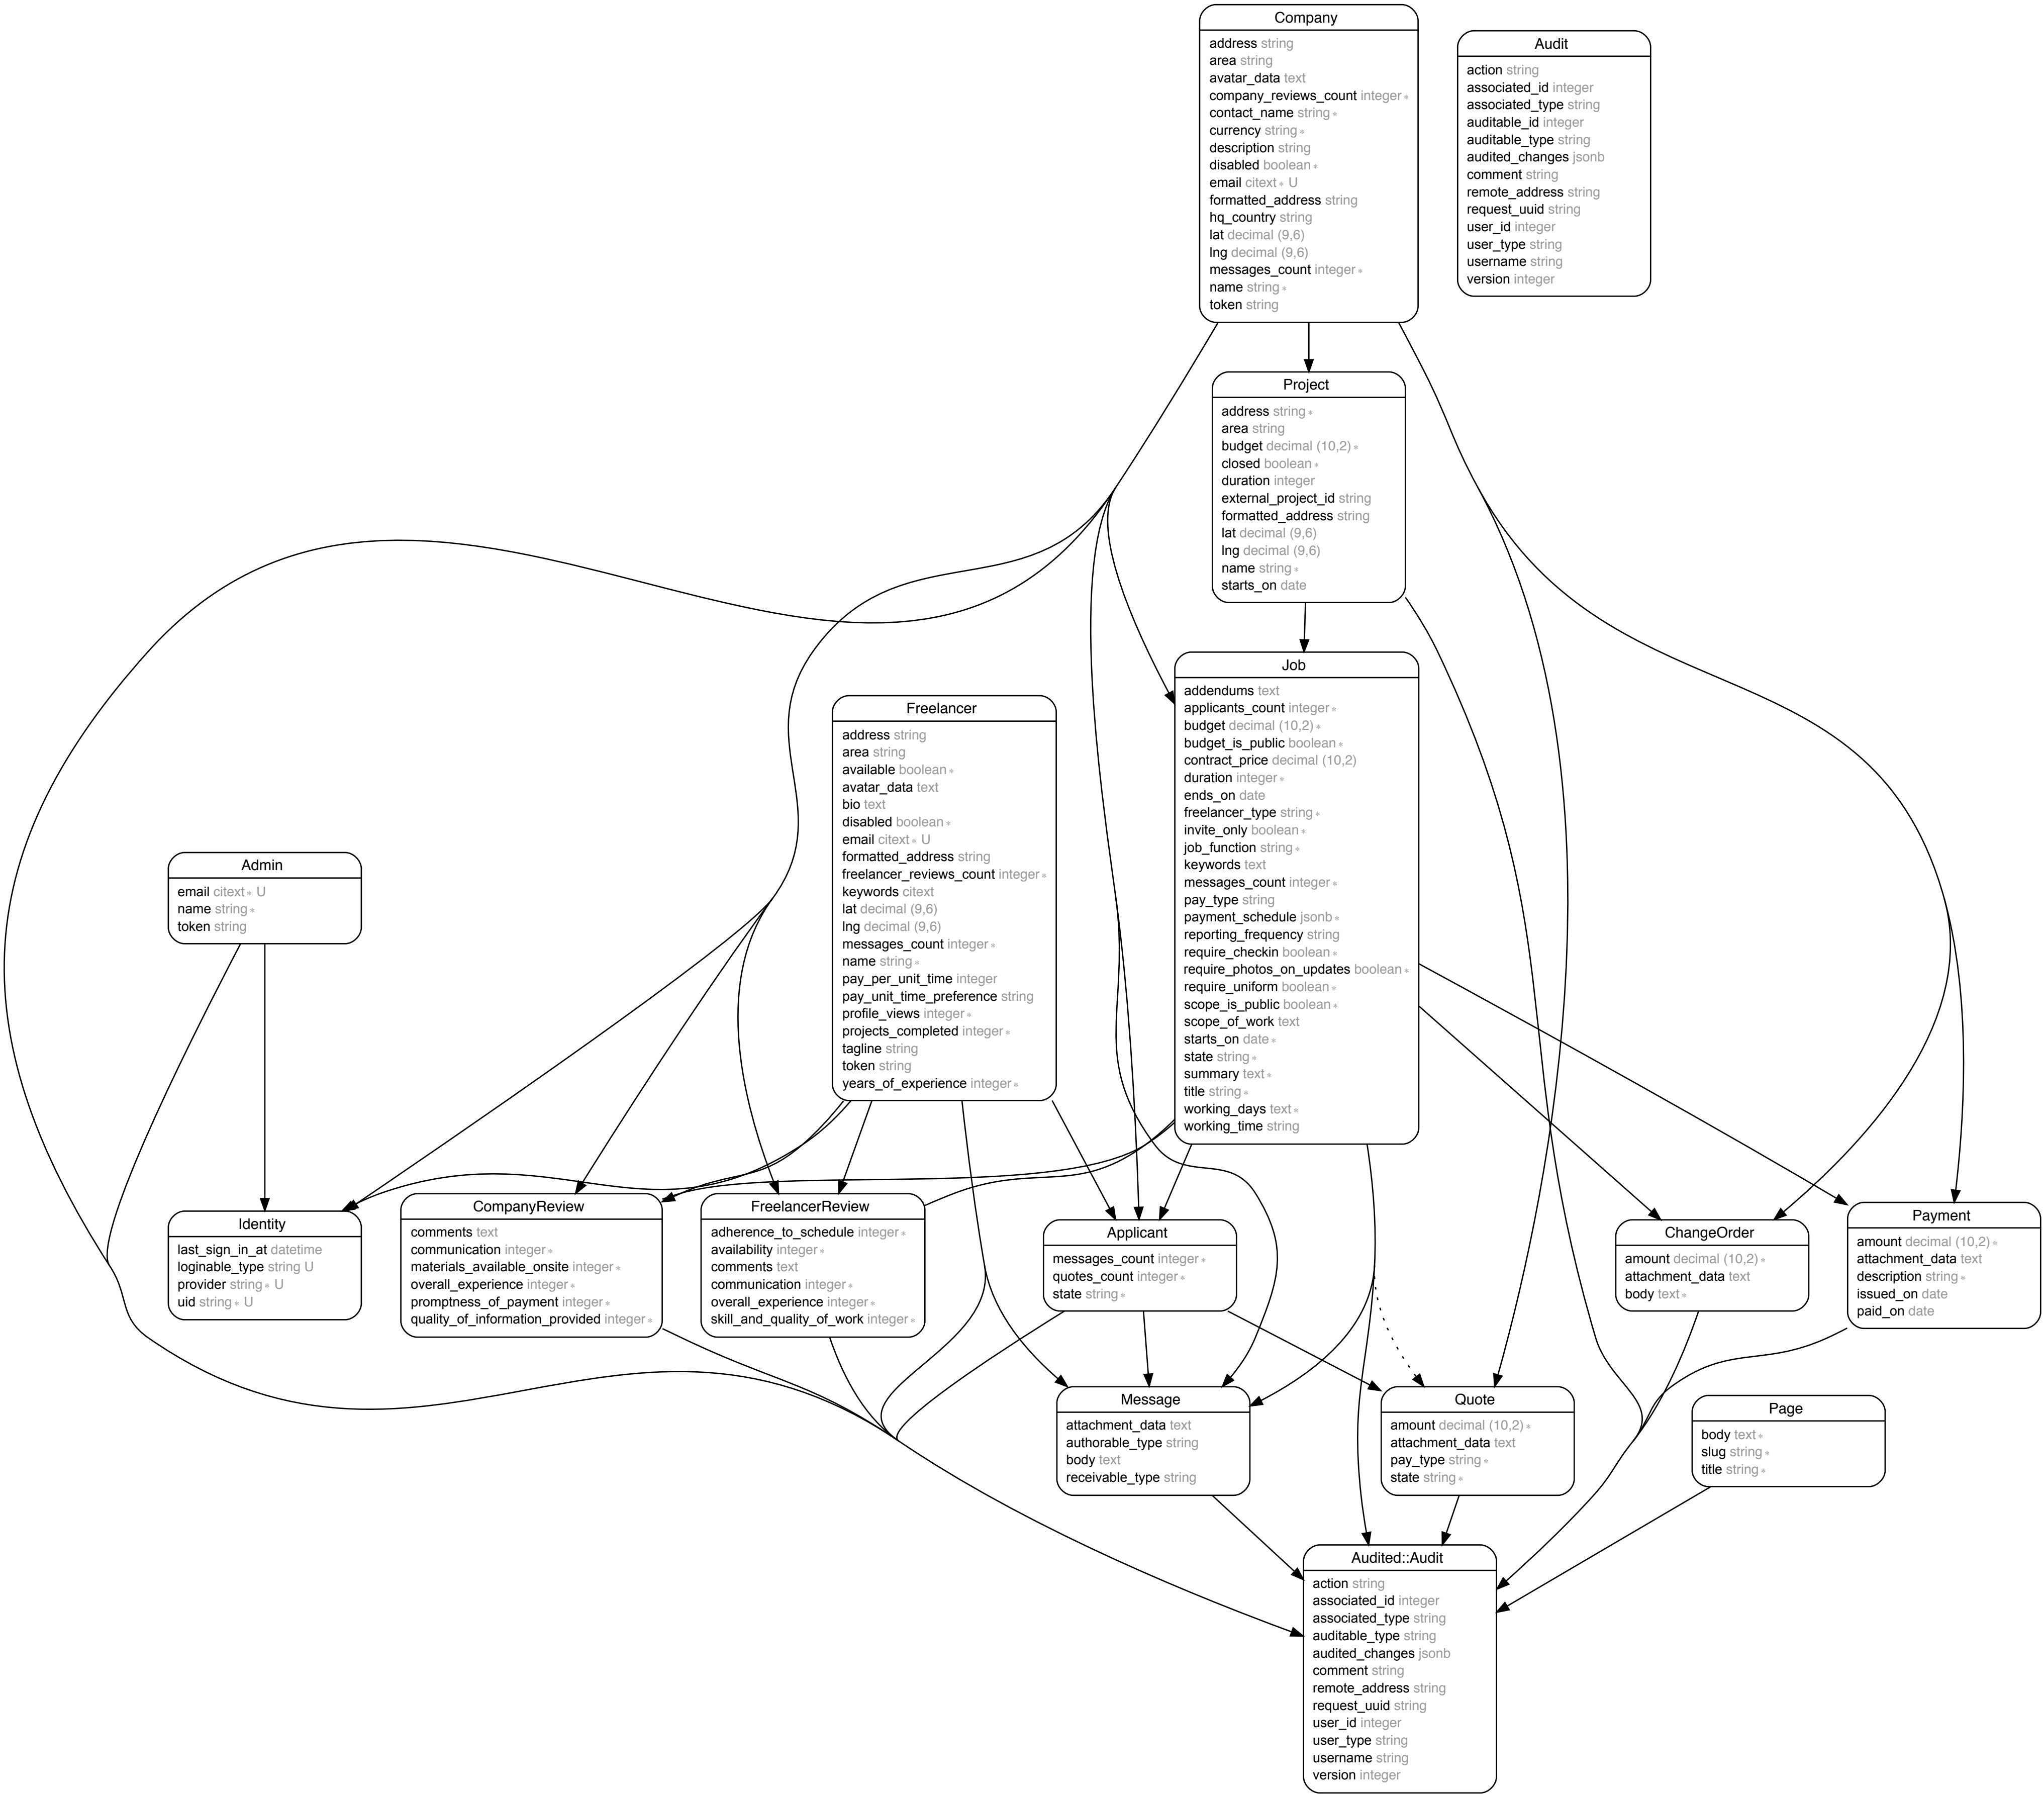 Company
address string
area string
avatar_data text
company_reviews_count integer ∗
contact_name string ∗
currency string ∗
description string
disabled boolean ∗
email citext ∗ U
formatted_address string
hq_country string
lat decimal (9,6)
lng decimal (9,6)
messages_count integer ∗
name string ∗
token string
Audit
action string
associated_id integer
associated_type string
auditable_id integer
auditable_type string
audited_changes jsonb
comment string
remote_address string
request_uuid string
user_id integer
user_type string
username string
version integer
Project
address string ∗
area string
budget decimal (10,2) ∗
closed boolean ∗
duration integer
external_project_id string
formatted_address string
lat decimal (9,6)
lng decimal (9,6)
name string ∗
starts_on date
Job
addendums text
applicants_count integer ∗
budget decimal (10,2) ∗
budget_is_public boolean ∗
contract_price decimal (10,2)
duration integer ∗
ends_on date
freelancer_type string ∗
invite_only boolean ∗
job_function string ∗
keywords text
messages_count integer ∗
pay_type string
payment_schedule jsonb ∗
reporting_frequency string
require_checkin boolean ∗
require_photos_on_updates boolean ∗
require_uniform boolean ∗
scope_is_public boolean ∗
scope_of_work text
starts_on date ∗
state string ∗
summary text ∗
title string ∗
working_days text ∗
working_time string
Freelancer
address string
area string
available boolean ∗
avatar_data text
bio text
disabled boolean ∗
email citext ∗ U
formatted_address string
freelancer_reviews_count integer ∗
keywords citext
lat decimal (9,6)
lng decimal (9,6)
messages_count integer ∗
name string ∗
pay_per_unit_time integer
pay_unit_time_preference string
profile_views integer ∗
projects_completed integer ∗
tagline string
token string
years_of_experience integer ∗
Admin
email citext ∗ U
name string ∗
token string
Identity
last_sign_in_at datetime
loginable_type string U
provider string ∗ U
uid string ∗ U
CompanyReview
comments text
communication integer ∗
materials_available_onsite integer ∗
overall_experience integer ∗
promptness_of_payment integer ∗
quality_of_information_provided integer ∗
FreelancerReview
adherence_to_schedule integer ∗
availability integer ∗
comments text
communication integer ∗
overall_experience integer ∗
skill_and_quality_of_work integer ∗
Applicant
messages_count integer ∗
quotes_count integer ∗
state string ∗
ChangeOrder
amount decimal (10,2) ∗
attachment_data text
body text ∗
Payment
amount decimal (10,2) ∗
attachment_data text
description string ∗
issued_on date
paid_on date
Message
attachment_data text
authorable_type string
body text
receivable_type string
Quote
amount decimal (10,2) ∗
attachment_data text
pay_type string ∗
state string ∗
Page
body text ∗
slug string ∗
title string ∗
Audited::Audit
action string
associated_id integer
associated_type string
auditable_type string
audited_changes jsonb
comment string
remote_address string
request_uuid string
user_id integer
user_type string
username string
version integer